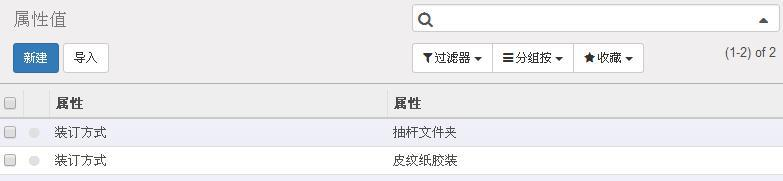 属性值
新建 导入 过滤器 分组按 收藏 (1-2) of 2
属性 属性
装订方式 抽杆文件夹
装订方式 皮纹纸胶装